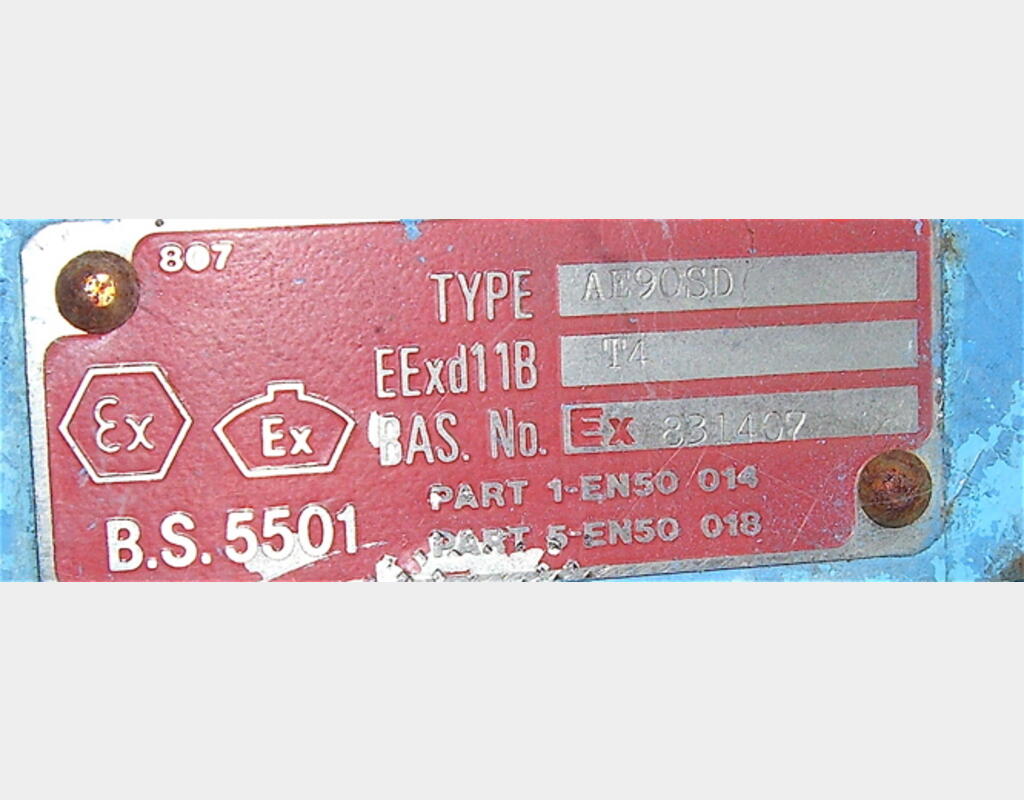 807
TYPE AE90SD
EExd11B T4
BAS. No. Ex 831407
Ex Ex
PART 1-EN50 014
B.S. 5501
PART 5-EN50 018